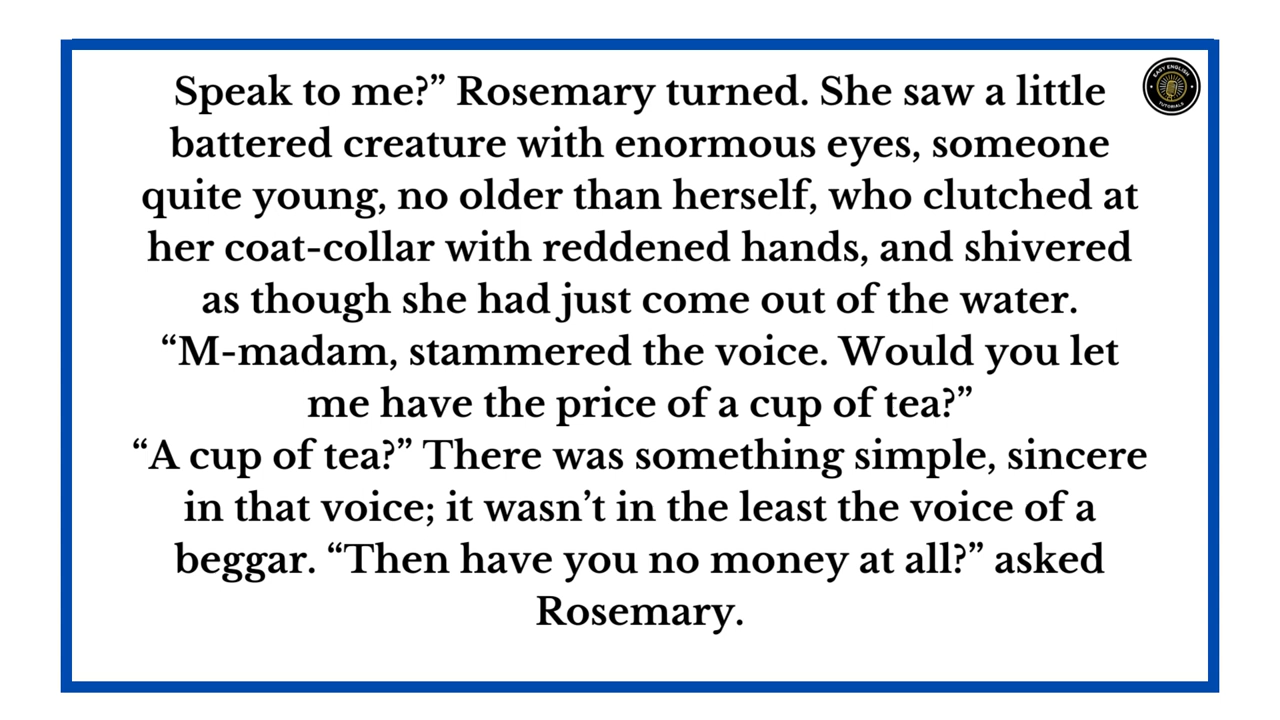 Speak to me?” Rosemary turned. She saw a little
battered creature with enormous eyes, someone
quite young, no older than herself, who clutched at
her coat-collar with reddened hands, and shivered
as though she had just come out of the water.
“M-madam, stammered the voice. Would you let
me have the price of a cup of tea?”
“A cup of tea?” There was something simple, sincere
in that voice; it wasn’t in the least the voice of a
beggar. “Then have you no money at all?” asked
Rosemary.
EASY ENGLISH
TUTORIALS